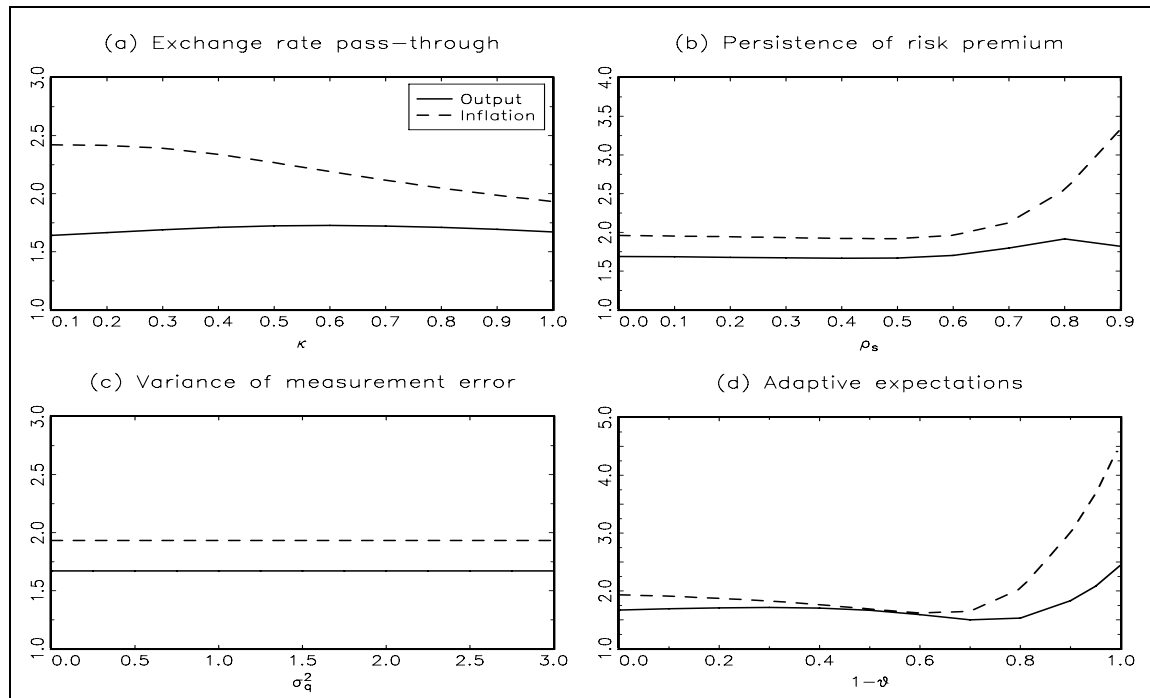 (a) Exchange rate pass-through
3.0
2.5
2.0
1.5
1.0
Output
Inflation
0.1 0.2 0.3 0.4 0.5 0.6 0.7 0.8 0.9 1.0
κ
(b) Persistence of risk premium
4.0
3.5
3.0
2.5
2.0
1.5
1.0
0.0 0.1 0.2 0.3 0.4 0.5 0.6 0.7 0.8 0.9
ρs
(c) Variance of measurement error
3.0
2.5
2.0
1.5
1.0
0.0 0.5 1.0 1.5 2.0 2.5 3.0
σ²q
(d) Adaptive expectations
5.0
4.0
3.0
2.0
1.0
0.0 0.2 0.4 0.6 0.8 1.0
1-ϑ